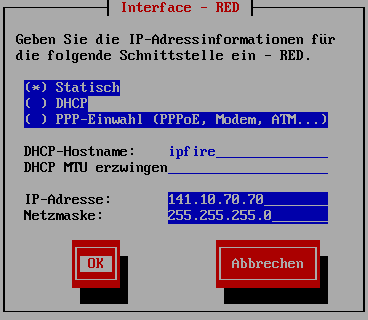 Interface - RED
Geben Sie die IP-Adressinformationen für
die folgende Schnittstelle ein - RED.
(*) Statisch
( ) DHCP
( ) PPP-Einwahl (PPPoE, Modem, ATM...)
DHCP-Hostname: ipfire
DHCP MTU erzwingen
IP-Adresse: 141.10.70.70
Netzmaske: 255.255.255.0
OK Abbrechen